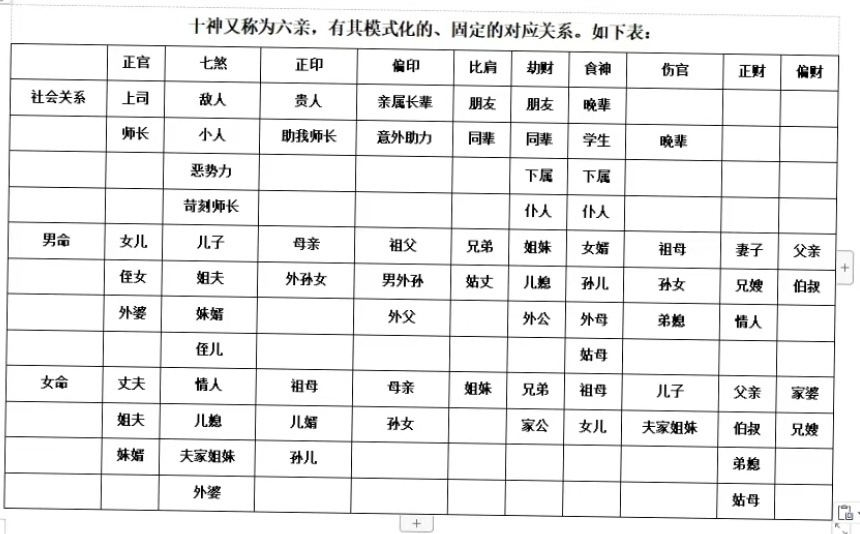 十神又称为六亲，有其模式化的、固定的对应关系。如下表：
正官 七煞 正印 偏印 比肩 劫财 食神 伤官 正财 偏财
社会关系 上司 敌人 贵人 亲属长辈 朋友 朋友 晚辈
师长 小人 助我师长 意外助力 同辈 同辈 学生 晚辈
恶势力 下属 下属
苛刻师长 仆人 仆人
男命 女儿 儿子 母亲 祖父 兄弟 姐妹 女婿 祖母 妻子 父亲
侄女 姐夫 外孙女 男外孙 姑丈 儿媳 孙儿 孙女 兄嫂 伯叔
外婆 妹婿 外父 外公 外母 弟媳 情人
侄儿 姑母
女命 丈夫 情人 祖母 母亲 姐妹 兄弟 祖母 儿子 父亲 家婆
姐夫 儿媳 儿婿 孙女 家公 女儿 夫家姐妹 伯叔 兄嫂
妹婿 夫家姐妹 孙儿 弟媳
外婆 姑母